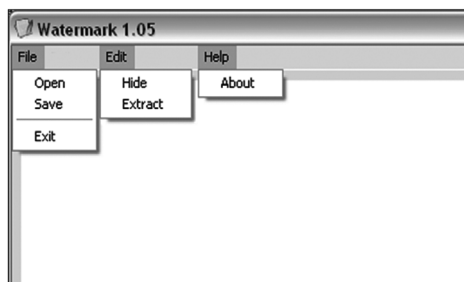 Watermark 1.05
File Edit Help
Open Hide About
Save Extract
Exit